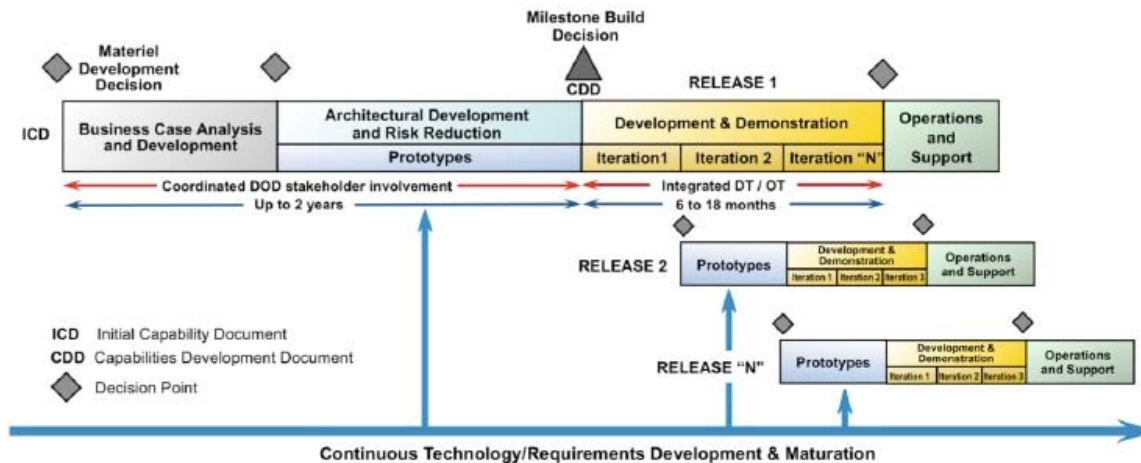 Milestone Build
Decision
Materiel
Development
Decision
CDD
RELEASE 1
ICD
Business Case Analysis
and Development
Architectural Development
and Risk Reduction
Prototypes
Development & Demonstration
Iteration1
Iteration 2
Iteration “N”
Operations
and
Support
Coordinated DOD stakeholder involvement
Up to 2 years
Integrated DT / OT
6 to 18 months
RELEASE 2
Prototypes
Development &
Demonstration
Iteration 1
Iteration 2
Iteration 3
Operations
and Support
RELEASE “N”
Prototypes
Development &
Demonstration
Iteration 1
Iteration 2
Iteration 3
Operations
and Support
ICD Initial Capability Document
CDD Capabilities Development Document
Decision Point
Continuous Technology/Requirements Development & Maturation